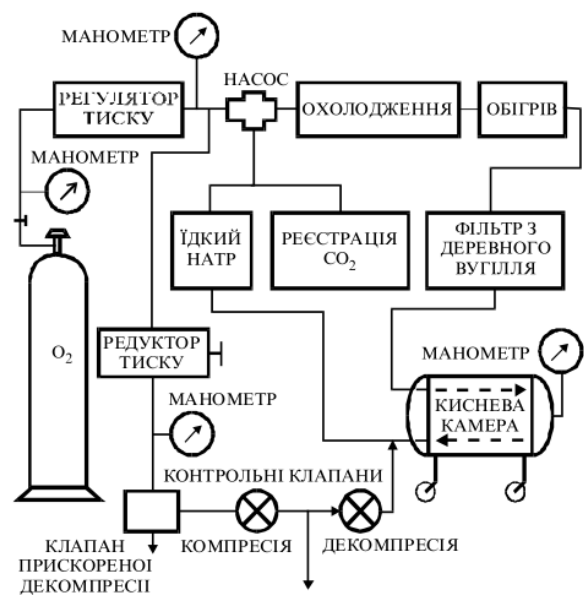 МАНОМЕТР
НАСОС
РЕГУЛЯТОР
ТИСКУ
ОХОЛОДЖЕННЯ
ОБІГРІВ
МАНОМЕТР
ЇДКИЙ
НАТР
РЕЄСТРАЦІЯ
CO2
ФІЛЬТР З
ДЕРЕВНОГО
ВУГІЛЛЯ
O2
РЕДУКТОР
ТИСКУ
МАНОМЕТР
МАНОМЕТР
КИСНЕВА
КАМЕРА
КОНТРОЛЬНІ КЛАПАНИ
КЛАПАН
ПРИСКОРЕНОЇ
ДЕКОМПРЕСІЇ
КОМПРЕСІЯ
ДЕКОМПРЕСІЯ